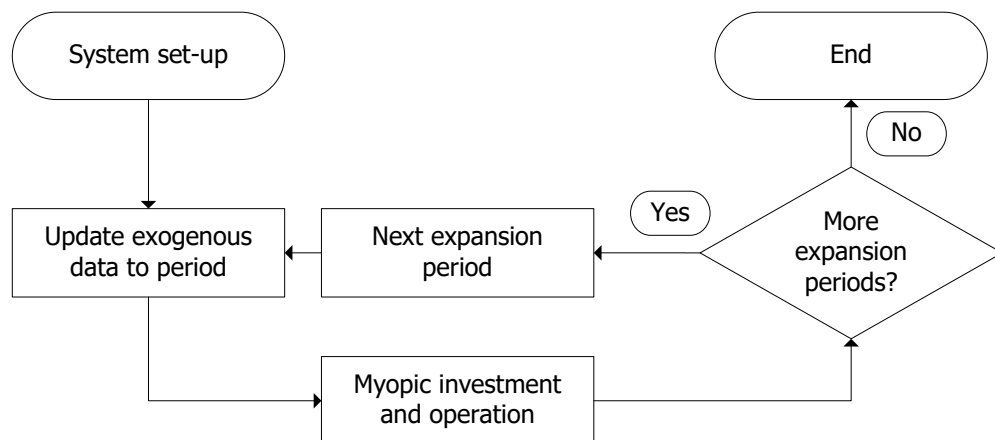 System set-up
End
No
Yes
Update exogenous
data to period
Next expansion
period
More
expansion
periods?
Myopic investment
and operation